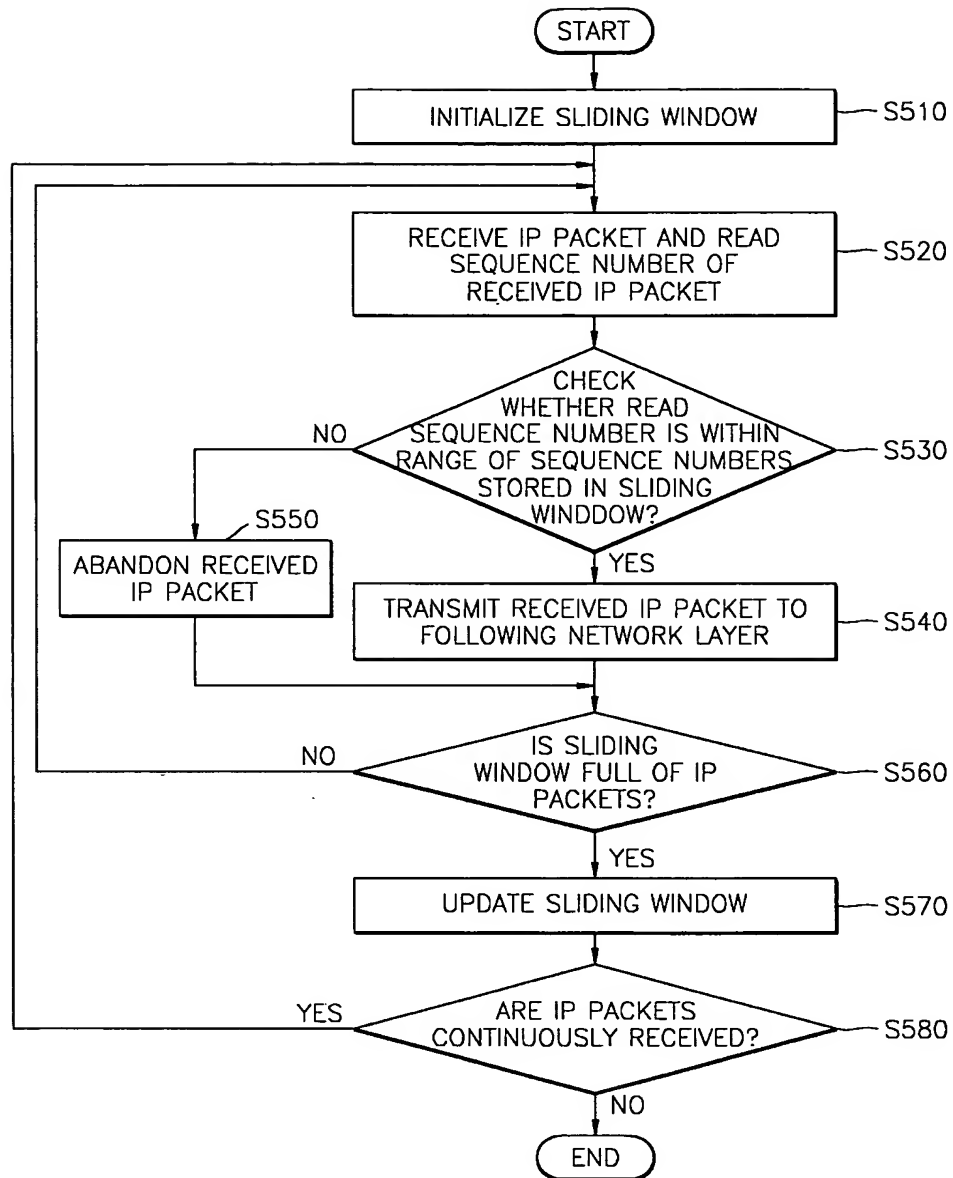 START
INITIALIZE SLIDING WINDOW
S510
RECEIVE IP PACKET AND READ
SEQUENCE NUMBER OF
RECEIVED IP PACKET
S520
CHECK
WHETHER READ
SEQUENCE NUMBER IS WITHIN
RANGE OF SEQUENCE NUMBERS
STORED IN SLIDING
WINDDOW?
S530
NO
YES
S550
ABANDON RECEIVED
IP PACKET
TRANSMIT RECEIVED IP PACKET TO
FOLLOWING NETWORK LAYER
S540
IS SLIDING
WINDOW FULL OF IP
PACKETS?
S560
NO
YES
UPDATE SLIDING WINDOW
S570
ARE IP PACKETS
CONTINUOUSLY RECEIVED?
S580
YES
NO
END